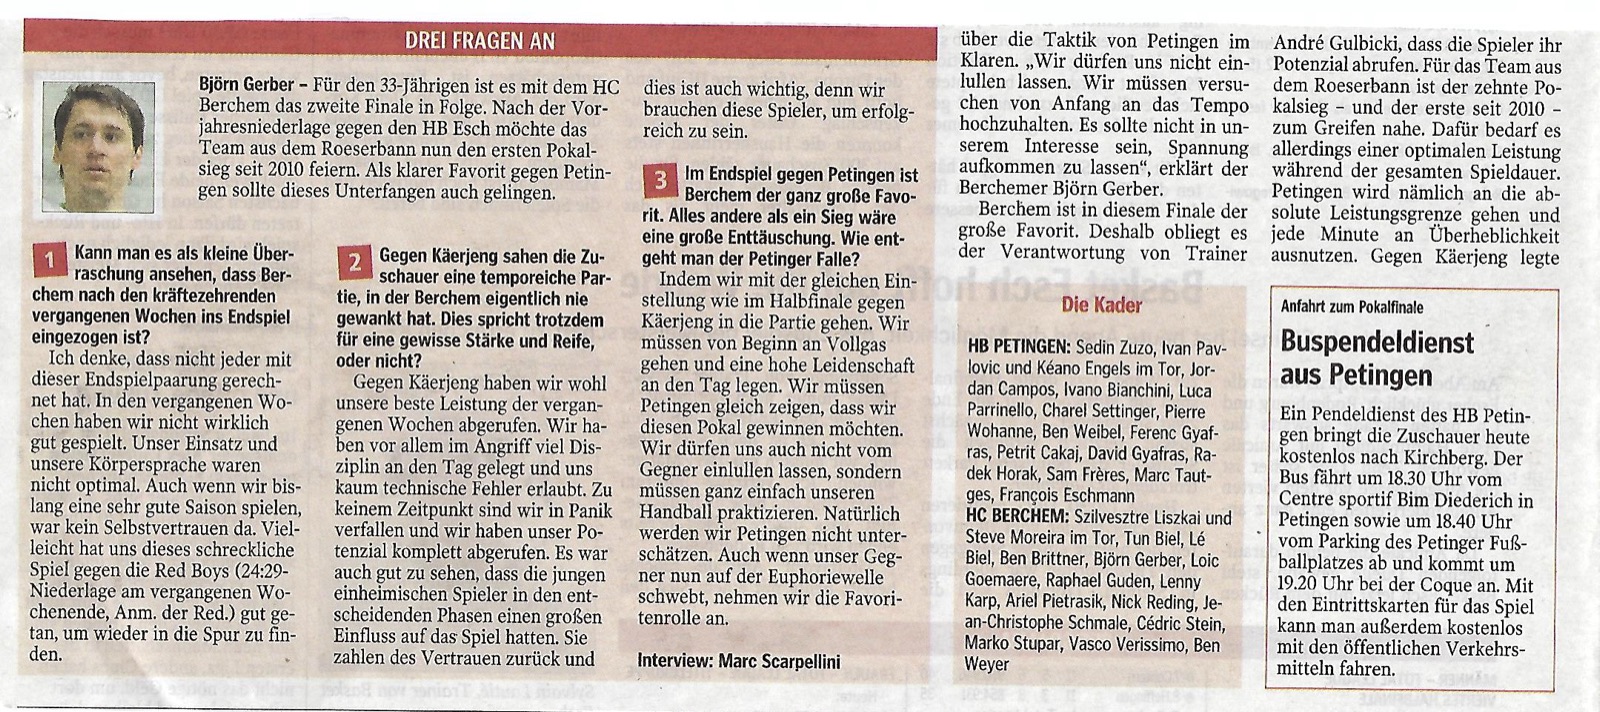 DREI FRAGEN AN
Björn Gerber – Für den 33-Jährigen ist es mit dem HC
Berchem das zweite Finale in Folge. Nach der Vor-
jahresniederlage gegen den HB Esch möchte das
Team aus dem Roeserbann nun den ersten Pokal-
sieg seit 2010 feiern. Als klarer Favorit gegen Petin-
gen sollte dieses Unterfangen auch gelingen.
1 Kann man es als kleine Über-
raschung ansehen, dass Ber-
chem nach den kräftezehrenden
vergangenen Wochen ins Endspiel
eingezogen ist?
Ich denke, dass nicht jeder mit
dieser Endspielpaarung gerech-
net hat. In den vergangenen Wo-
chen haben wir nicht wirklich
gut gespielt. Unser Einsatz und
unsere Körpersprache waren
nicht optimal. Auch wenn wir bis-
lang eine sehr gute Saison spielen,
war kein Selbstvertrauen da. Viel-
leicht hat uns dieses schreckliche
Spiel gegen die Red Boys (24:29-
Niederlage am vergangenen Wo-
chenende, Anm. der Red.) gut ge-
tan, um wieder in die Spur zu fin-
den.
2 Gegen Käerjeng sahen die Zu-
schauer eine temporeiche Par-
tie, in der Berchem eigentlich nie
gewankt hat. Dies spricht trotzdem
für eine gewisse Stärke und Reife,
oder nicht?
Gegen Käerjeng haben wir wohl
unsere beste Leistung der vergan-
genen Wochen abgerufen. Wir ha-
ben vor allem im Angriff viel Dis-
ziplin an den Tag gelegt und uns
kaum technische Fehler erlaubt. Zu
keinem Zeitpunkt sind wir in Panik
verfallen und wir haben unser Po-
tenzial komplett abgerufen. Es war
auch gut zu sehen, dass die jungen
einheimischen Spieler in den ent-
scheidenden Phasen einen großen
Einfluss auf das Spiel hatten. Sie
zahlen des Vertrauen zurück und
dies ist auch wichtig, denn wir
brauchen diese Spieler, um erfolg-
reich zu sein.
3 Im Endspiel gegen Petingen ist
Berchem der ganz große Favo-
rit. Alles andere als ein Sieg wäre
eine große Enttäuschung. Wie ent-
geht man der Petinger Falle?
Indem wir mit der gleichen Ein-
stellung wie im Halbfinale gegen
Käerjeng in die Partie gehen. Wir
müssen von Beginn an Vollgas
gehen und eine hohe Leidenschaft
an den Tag legen. Wir müssen
Petingen gleich zeigen, dass wir
diesen Pokal gewinnen möchten.
Wir dürfen uns auch nicht vom
Gegner einlullen lassen, sondern
müssen ganz einfach unseren
Handball praktizieren. Natürlich
werden wir Petingen nicht unter-
schätzen. Auch wenn unser Geg-
ner nun auf der Euphoriewelle
schwebt, nehmen wir die Favori-
tenrolle an.
Interview: Marc Scarpellini
über die Taktik von Petingen im
Klaren. „Wir dürfen uns nicht ein-
lullen lassen. Wir müssen versu-
chen von Anfang an das Tempo
hochzuhalten. Es sollte nicht in un-
serem Interesse sein, Spannung
aufkommen zu lassen“, erklärt der
Berchemer Björn Gerber.
Berchem ist in diesem Finale der
große Favorit. Deshalb obliegt es
der Verantwortung von Trainer
André Gulbicki, dass die Spieler ihr
Potenzial abrufen. Für das Team aus
dem Roeserbann ist der zehnte Po-
kalsieg – und der erste seit 2010 –
zum Greifen nahe. Dafür bedarf es
allerdings einer optimalen Leistung
während der gesamten Spieldauer.
Petingen wird nämlich an die ab-
solute Leistungsgrenze gehen und
jede Minute an Überheblichkeit
ausnutzen. Gegen Käerjeng legte
Die Kader
HB PETINGEN: Sedin Zuzo, Ivan Pav-
lovic und Kéano Engels im Tor, Jor-
dan Campos, Ivano Bianchini, Luca
Parrinello, Charel Settinger, Pierre
Wohanne, Ben Weibel, Ferenc Gyaf-
ras, Petrit Cakaj, David Gyafras, Ra-
dek Horak, Sam Frères, Marc Taut-
ges, François Eschmann
HC BERCHEM: Szilvesztre Liszkai und
Steve Moreira im Tor, Tun Biel, Lé
Biel, Ben Brittner, Björn Gerber, Loic
Goemaere, Raphael Guden, Lenny
Karp, Ariel Pietrasik, Nick Reding, Je-
an-Christophe Schmale, Cédric Stein,
Marko Stupar, Vasco Verissimo, Ben
Weyer
Anfahrt zum Pokalfinale
Buspendeldienst
aus Petingen
Ein Pendeldienst des HB Petin-
gen bringt die Zuschauer heute
kostenlos nach Kirchberg. Der
Bus fährt um 18.30 Uhr vom
Centre sportif Bim Diederich in
Petingen sowie um 18.40 Uhr
vom Parking des Petinger Fuß-
ballplatzes ab und kommt um
19.20 Uhr bei der Coque an. Mit
den Eintrittskarten für das Spiel
kann man außerdem kostenlos
mit den öffentlichen Verkehrs-
mitteln fahren.